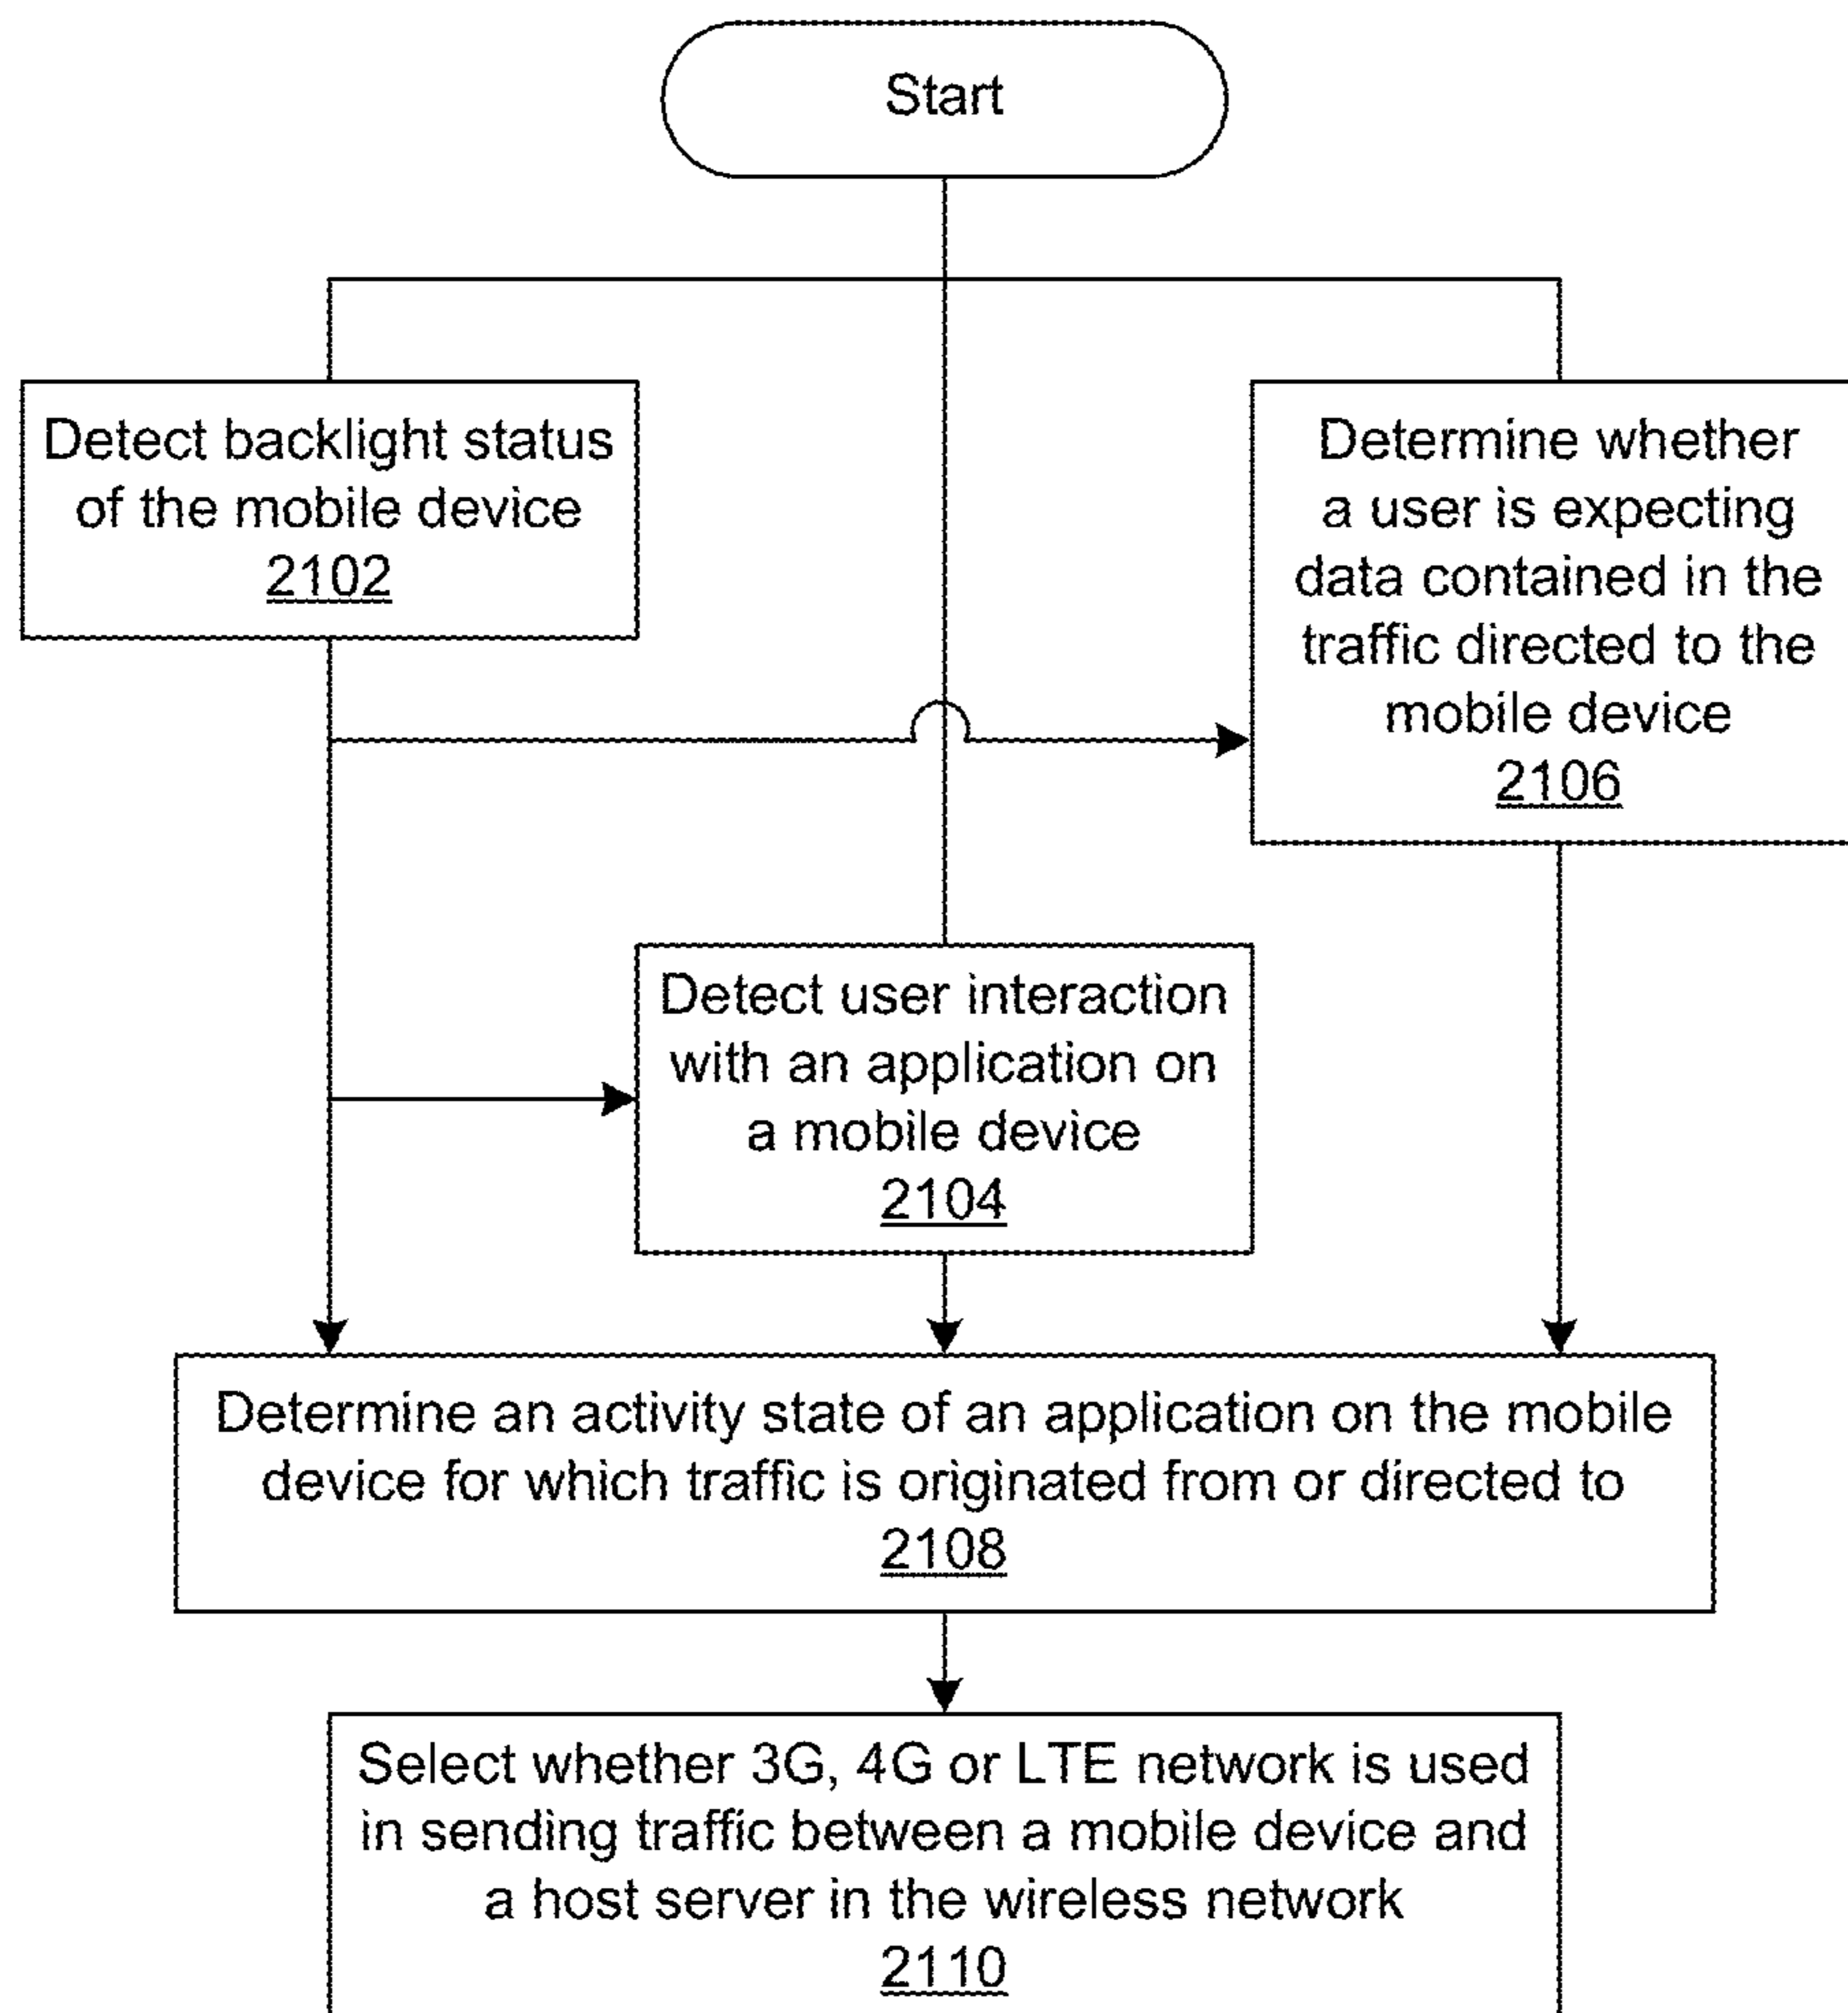 Start
Detect backlight status
of the mobile device
2102
Determine whether
a user is expecting
data contained in the
traffic directed to the
mobile device
2106
Detect user interaction
with an application on
a mobile device
2104
Determine an activity state of an application on the mobile
device for which traffic is originated from or directed to
2108
Select whether 3G, 4G or LTE network is used
in sending traffic between a mobile device and
a host server in the wireless network
2110